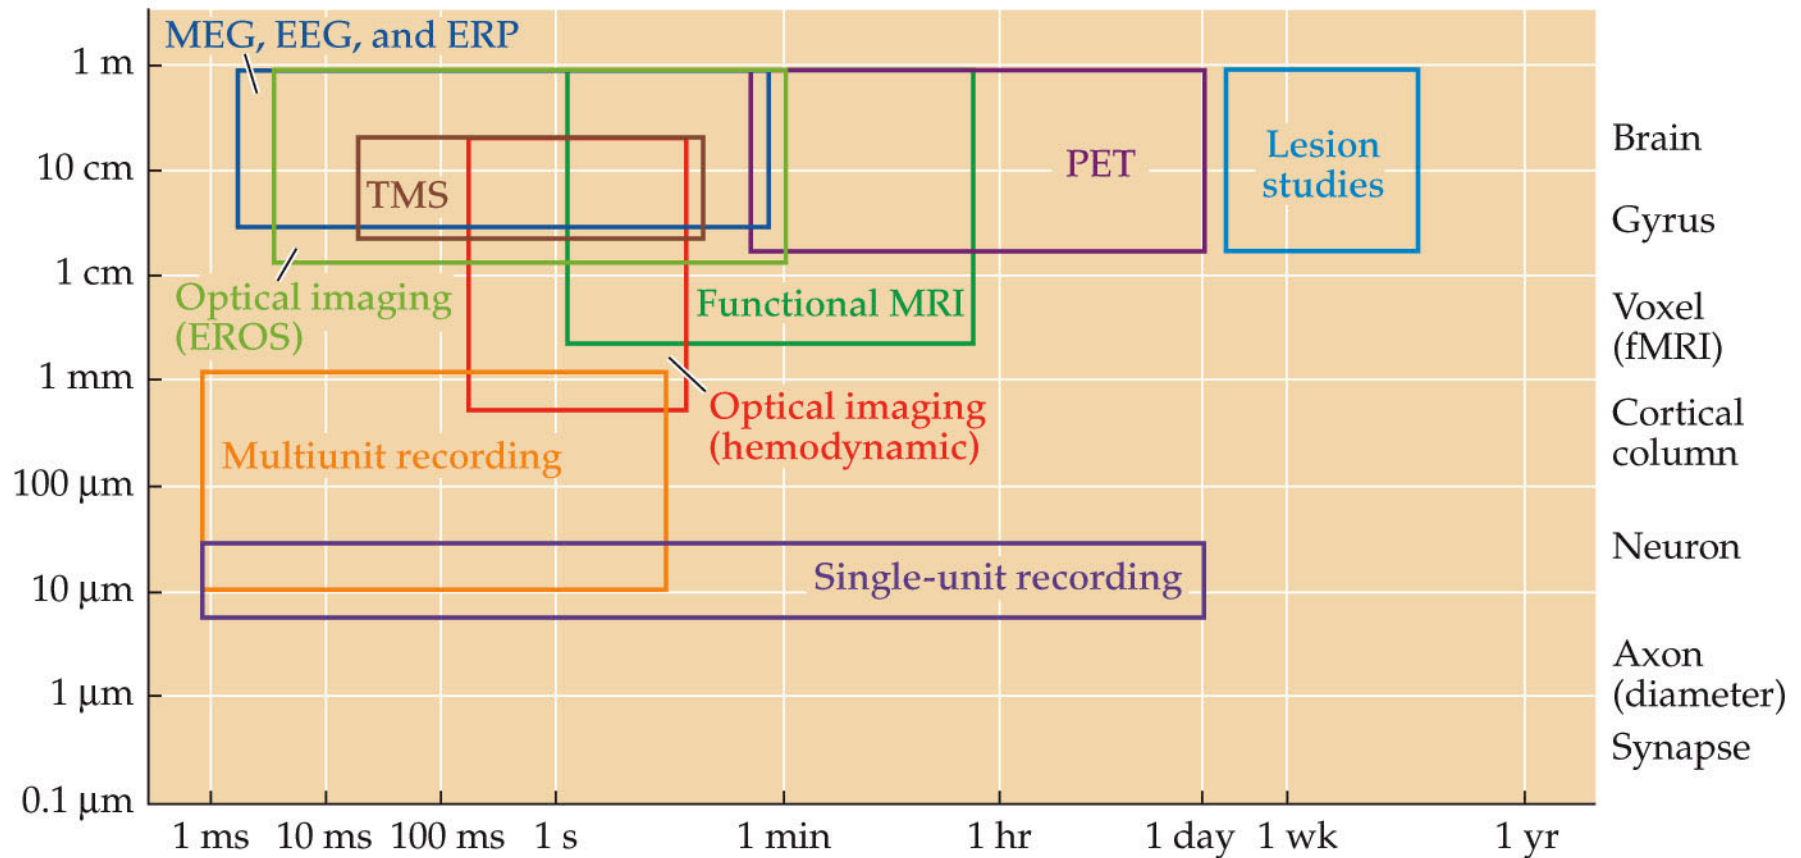 MEG, EEG, and ERP
1 m
10 cm
1 cm
1 mm
100 µm
10 µm
1 µm
0.1 µm
TMS
PET
Lesion
studies
Optical imaging
(EROS)
Functional MRI
Optical imaging
(hemodynamic)
Multiunit recording
Single-unit recording
Brain
Gyrus
Voxel
(fMRI)
Cortical
column
Neuron
Axon
(diameter)
Synapse
1 ms 10 ms 100 ms 1 s 1 min 1 hr 1 day 1 wk 1 yr